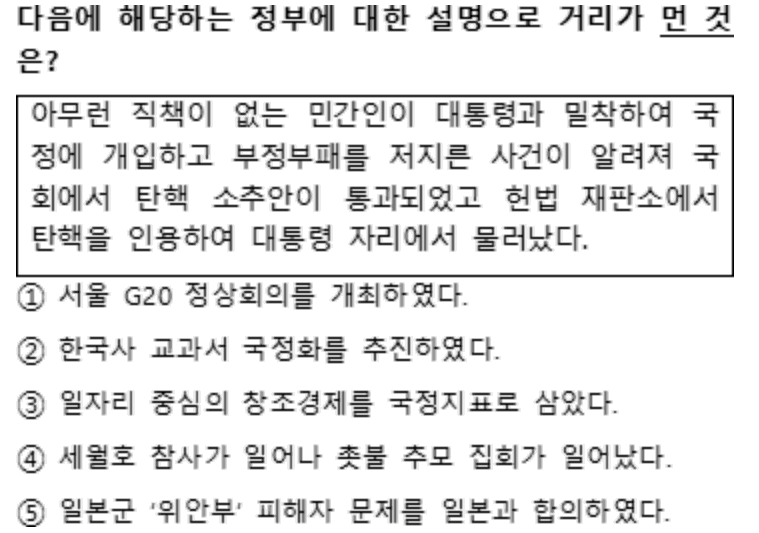 다음에 해당하는 정부에 대한 설명으로 거리가 먼 것
은?
아무런 직책이 없는 민간인이 대통령과 밀착하여 국
정에 개입하고 부정부패를 저지른 사건이 알려져 국
회에서 탄핵 소추안이 통과되었고 헌법 재판소에서
탄핵을 인용하여 대통령 자리에서 물러났다.
① 서울 G20 정상회의를 개최하였다.
② 한국사 교과서 국정화를 추진하였다.
③ 일자리 중심의 창조경제를 국정지표로 삼았다.
④ 세월호 참사가 일어나 촛불 추모 집회가 일어났다.
⑤ 일본군 '위안부' 피해자 문제를 일본과 합의하였다.